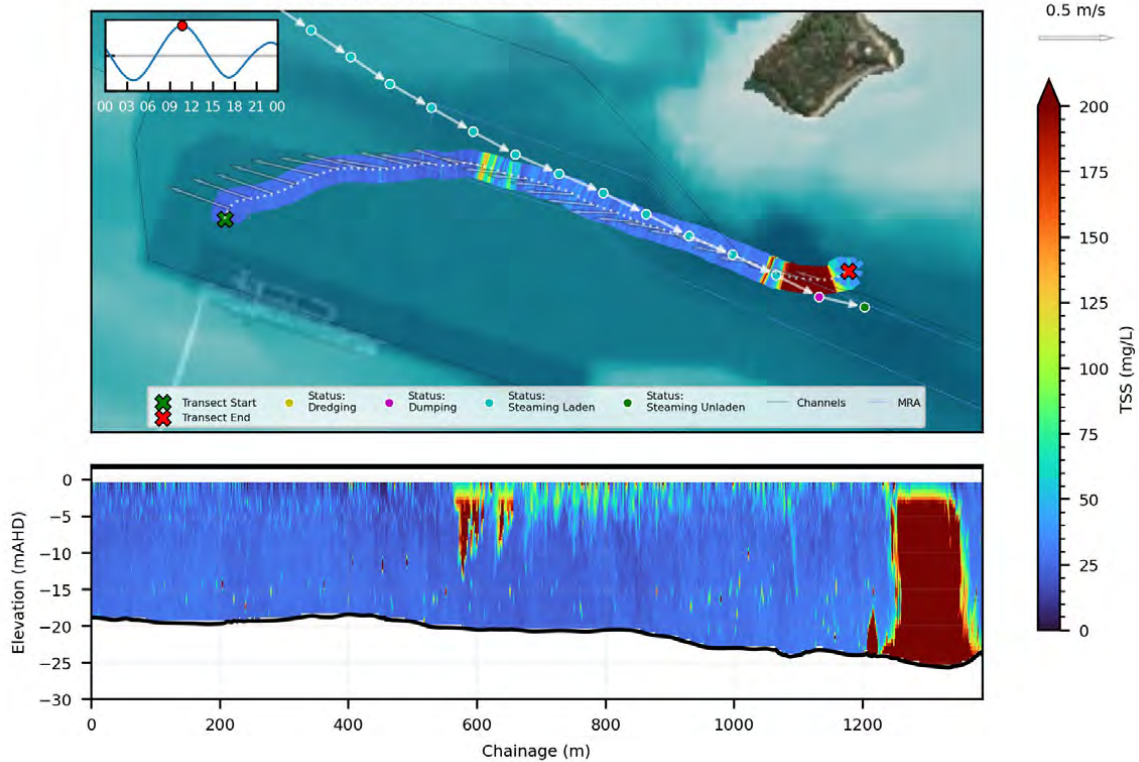 0.5 m/s
00 03 06 09 12 15 18 21 00
200
175
150
125
100
75
50
25
0
TSS (mg/L)
Transect Start
Transect End
Status:
Dredging
Status:
Dumping
Status:
Steaming Laden
Status:
Steaming Unladen
Channels
MRA
0
−5
−10
−15
−20
−25
−30
Elevation (mAHD)
0
200
400
600
800
1000
1200
Chainage (m)